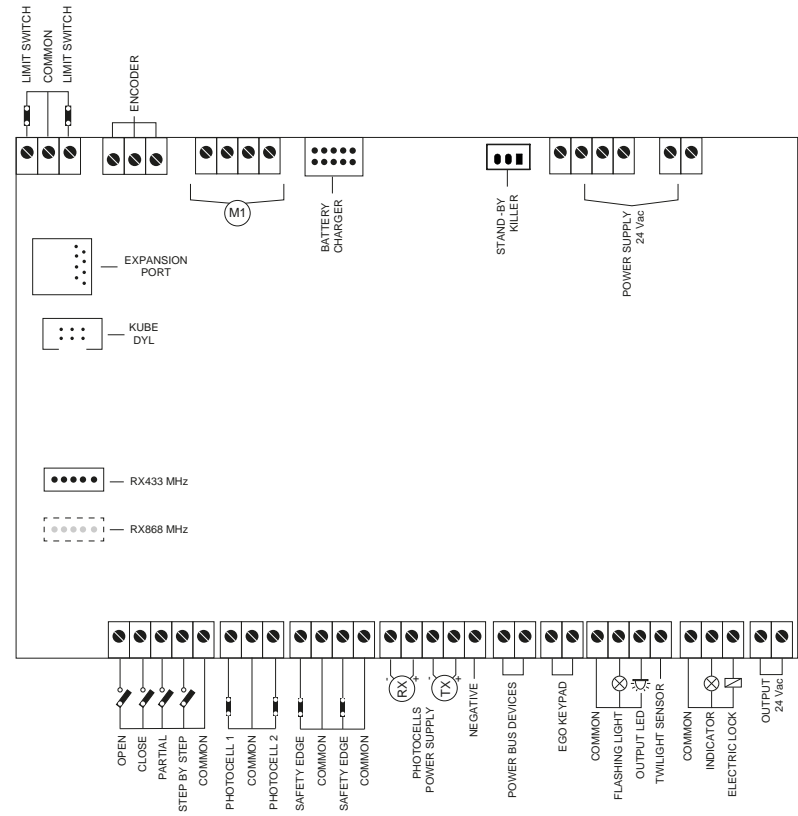 LIMIT SWITCH
COMMON
LIMIT SWITCH
ENCODER
M1
BATTERY
CHARGER
STAND-BY
KILLER
POWER SUPPLY
24 Vac
EXPANSION
PORT
KUBE
DYL
RX433 MHz
RX868 MHz
OPEN
CLOSE
PARTIAL
STEP BY STEP
COMMON
PHOTOCELL 1
COMMON
PHOTOCELL 2
SAFETY EDGE
COMMON
SAFETY EDGE
COMMON
- RX +
- TX +
PHOTOCELLS
POWER SUPPLY
NEGATIVE
POWER BUS DEVICES
EGO KEYPAD
COMMON
FLASHING LIGHT
OUTPUT LED
TWILIGHT SENSOR
COMMON
INDICATOR
ELECTRIC LOCK
OUTPUT
24 Vac